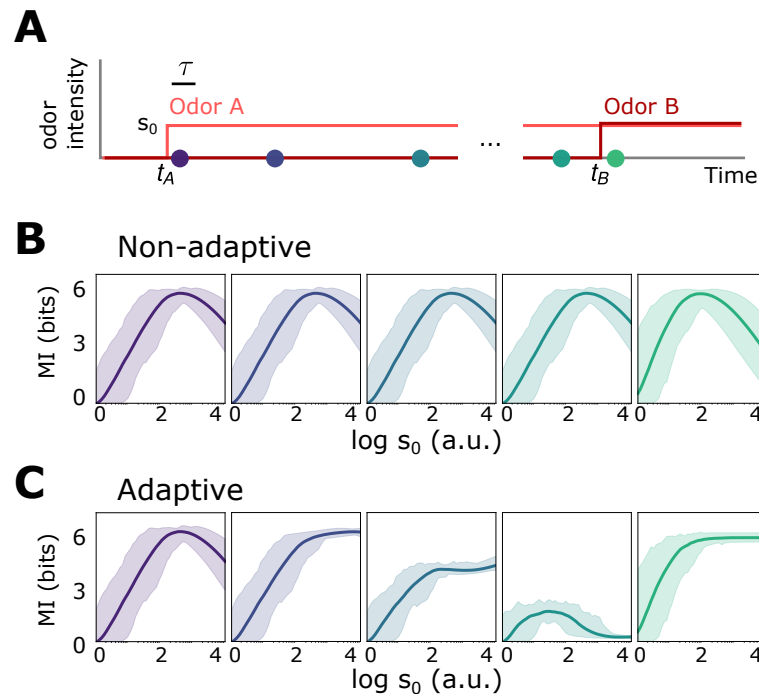 A
τ
odor
intensity
Odor A
Odor B
s0
...
tA
tB
Time
B
Non-adaptive
MI (bits)
6
3
0
0 2 4 0 2 4 0 2 4 0 2 4 0 2 4
log s0 (a.u.)
C
Adaptive
MI (bits)
6
3
0
0 2 4 0 2 4 0 2 4 0 2 4 0 2 4
log s0 (a.u.)